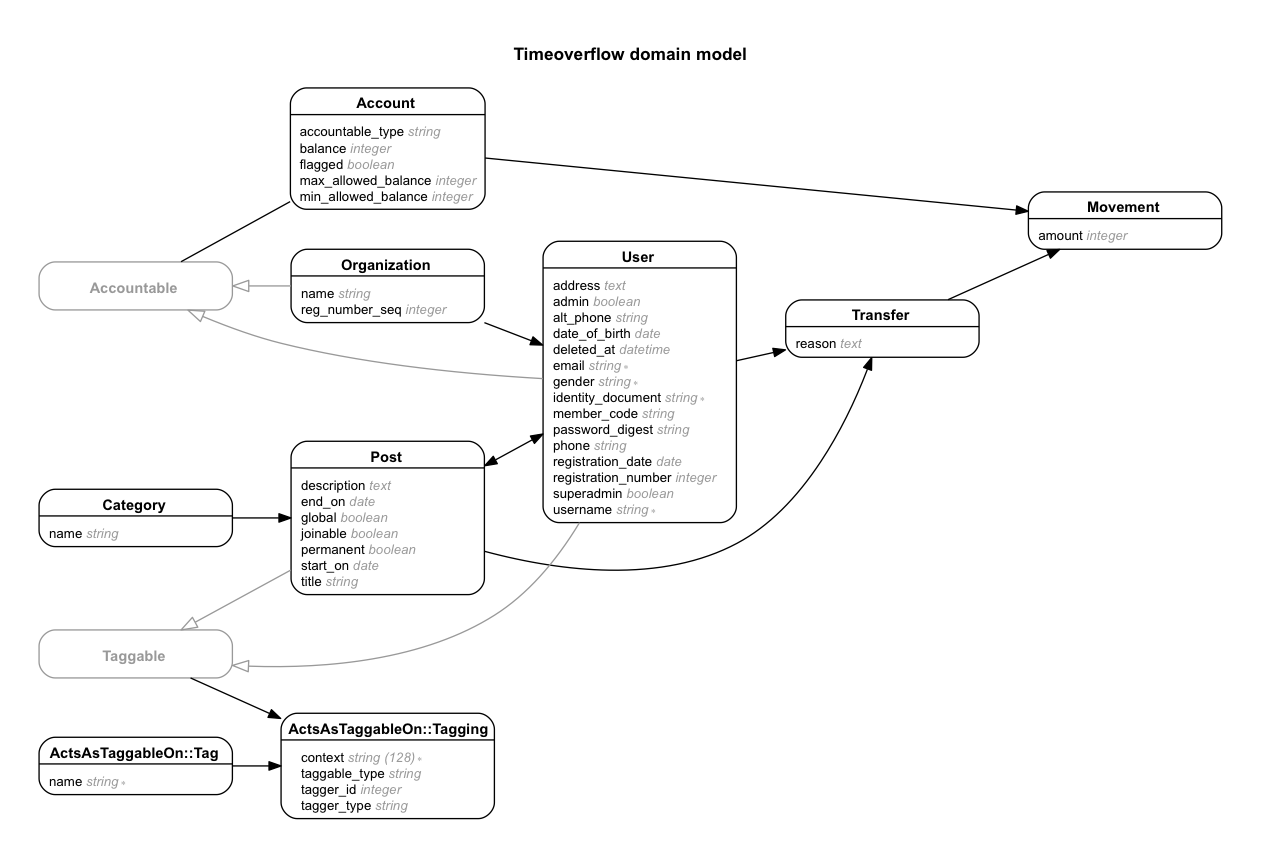 Timeoverflow domain model
Account
accountable_type string
balance integer
flagged boolean
max_allowed_balance integer
min_allowed_balance integer
Movement
amount integer
Accountable
Organization
name string
reg_number_seq integer
User
address text
admin boolean
alt_phone string
date_of_birth date
deleted_at datetime
email string *
gender string *
identity_document string *
member_code string
password_digest string
phone string
registration_date date
registration_number integer
superadmin boolean
username string *
Transfer
reason text
Post
description text
end_on date
global boolean
joinable boolean
permanent boolean
start_on date
title string
Category
name string
Taggable
ActsAsTaggableOn::Tagging
context string (128) *
taggable_type string
tagger_id integer
tagger_type string
ActsAsTaggableOn::Tag
name string *